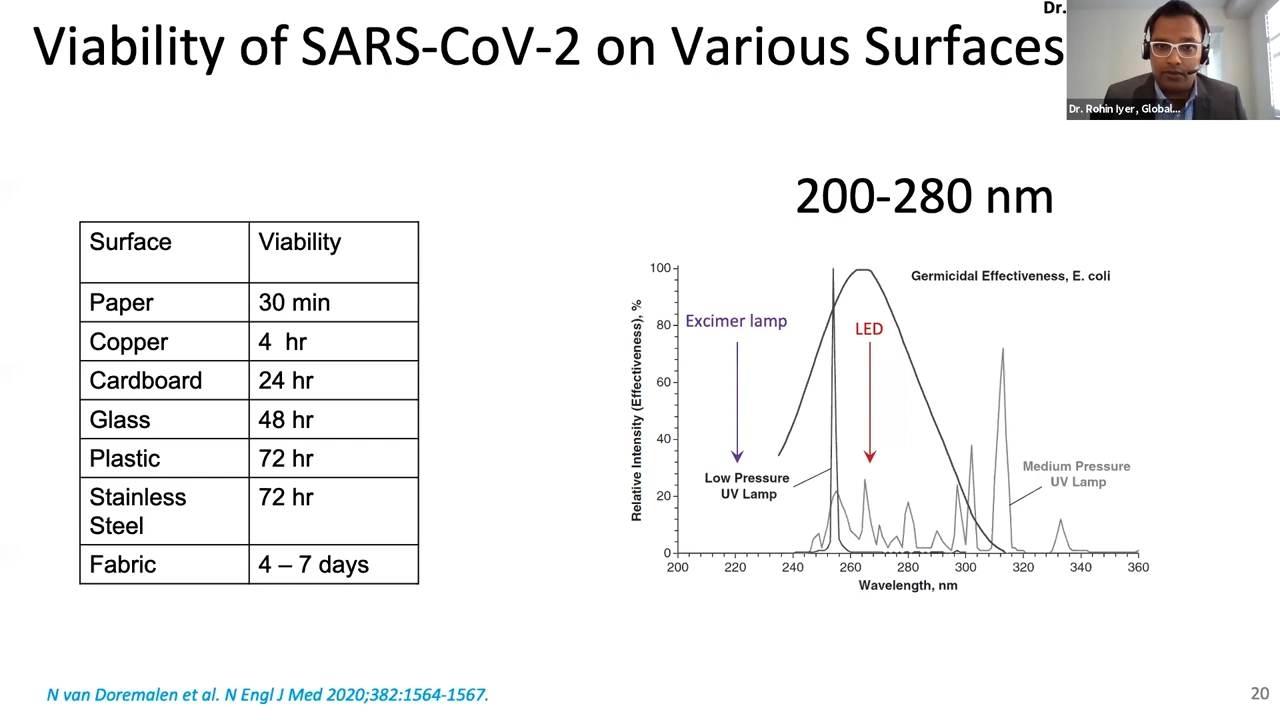 Viability of SARS-CoV-2 on Various Surfaces
Dr.
Dr. Rohin Iyer, Global...
Surface Viability
Paper 30 min
Copper 4 hr
Cardboard 24 hr
Glass 48 hr
Plastic 72 hr
Stainless 72 hr
Steel
Fabric 4 – 7 days
200-280 nm
Germicidal Effectiveness, E. coli
Relative Intensity (Effectiveness), %
100
80
60
40
20
0
Excimer lamp
LED
Low Pressure
UV Lamp
Medium Pressure
UV Lamp
200 220 240 260 280 300 320 340 360
Wavelength, nm
N van Doremalen et al. N Engl J Med 2020;382:1564-1567.
20